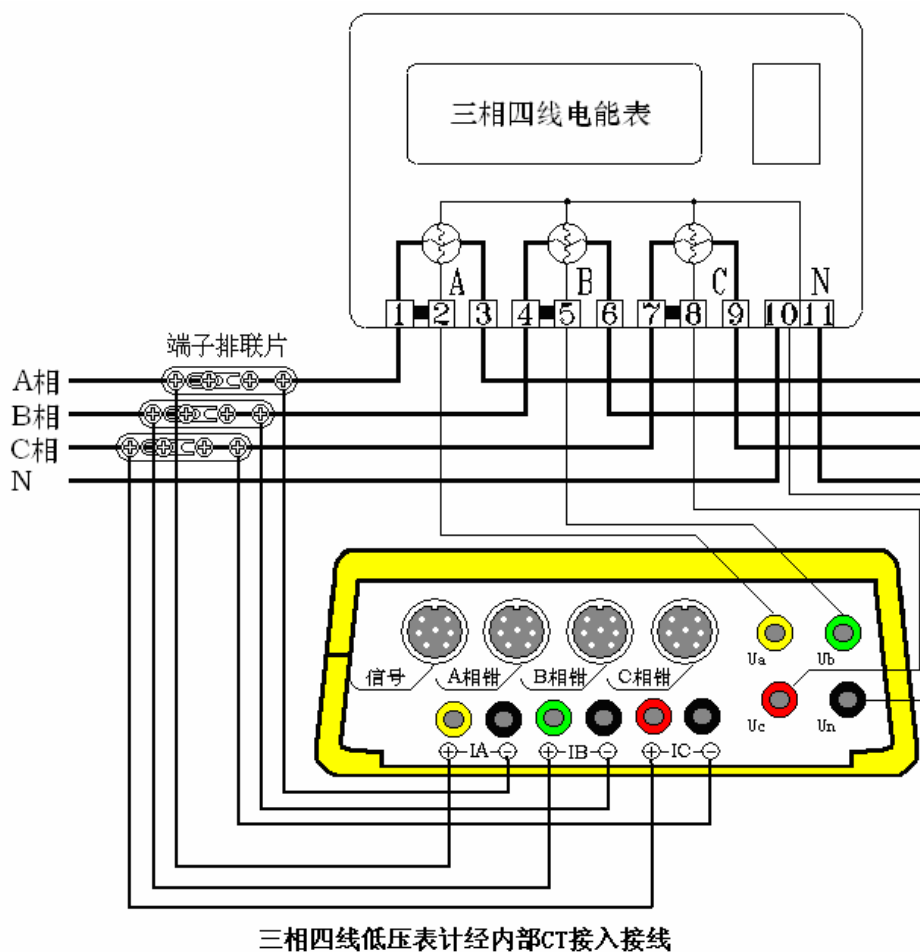 三相四线电能表
A B C N
1 2 3 4 5 6 7 8 9 10 11
端子排联片
A相
B相
C相
N
信号 A相钳 B相钳 C相钳
Ua Ub
Uc Un
+ IA - + IB - + IC -
三相四线低压表计经内部CT接入接线